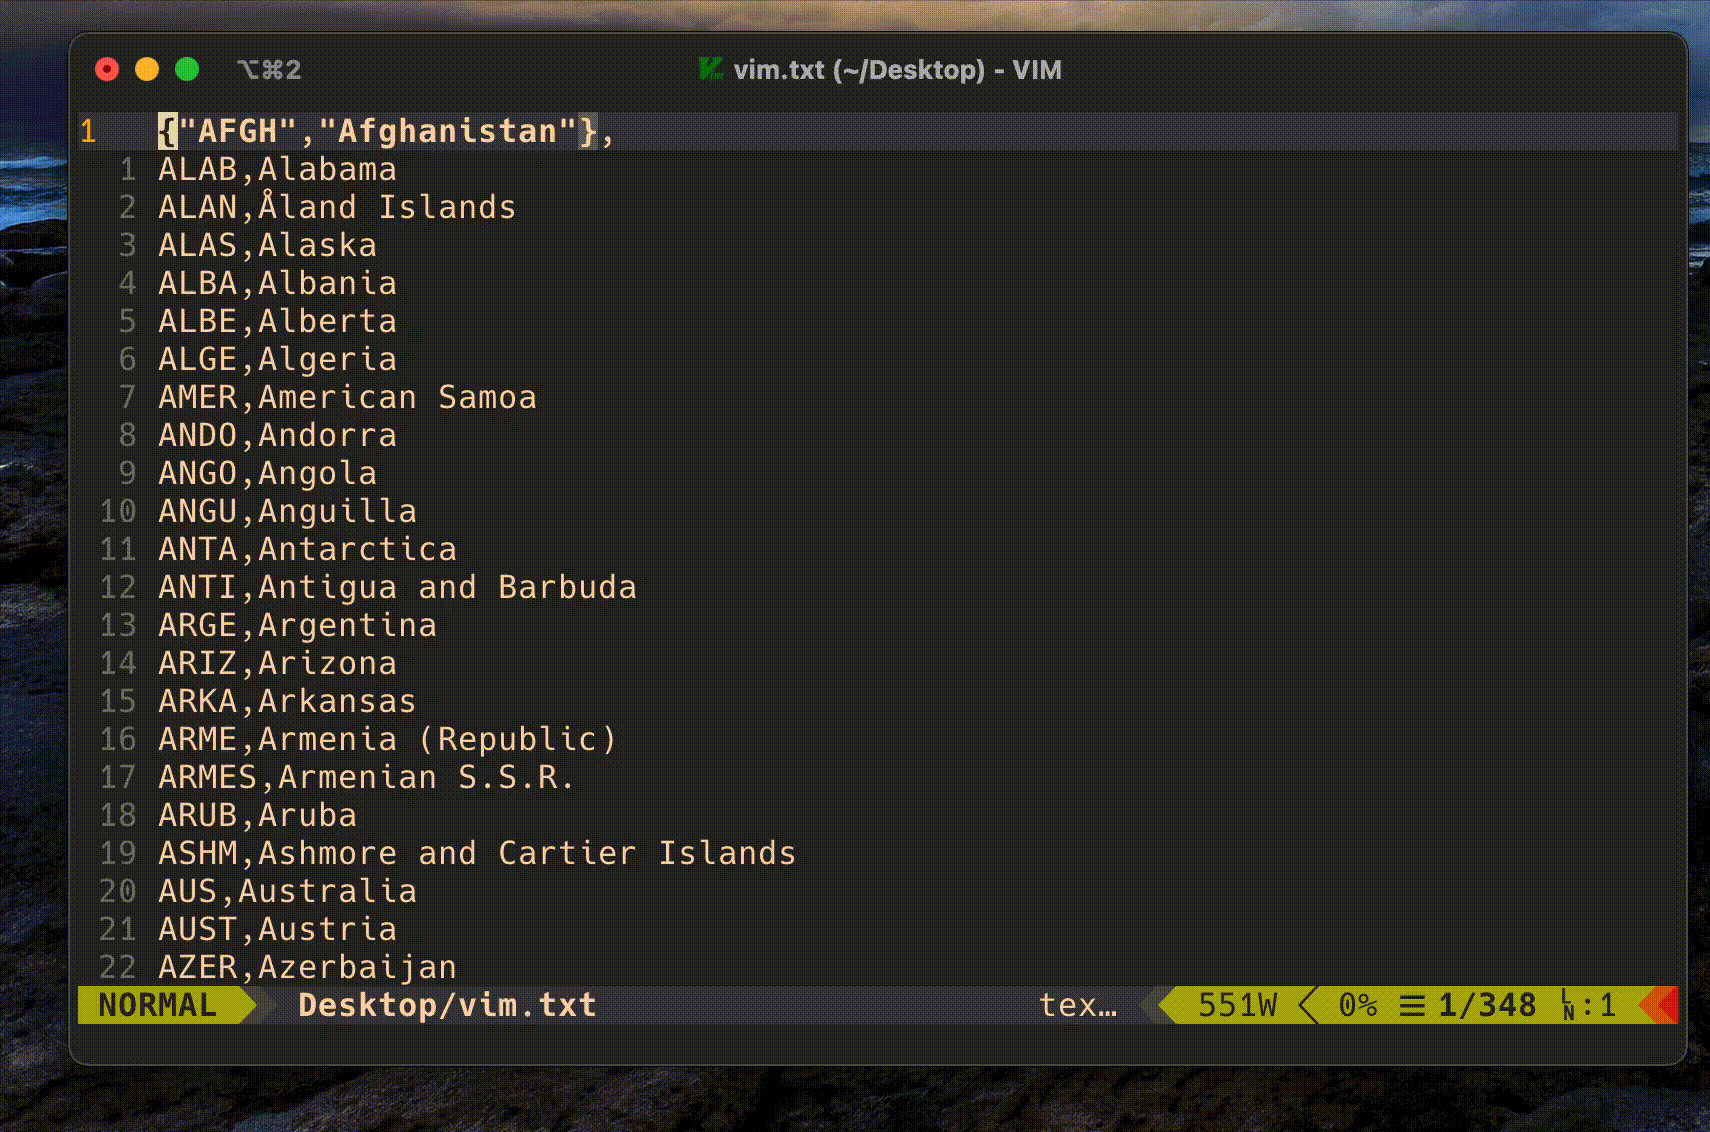 ⌥⌘2 vim.txt (~/Desktop) - VIM
1 {"AFGH","Afghanistan"},
1 ALAB,Alabama
2 ALAN,Åland Islands
3 ALAS,Alaska
4 ALBA,Albania
5 ALBE,Alberta
6 ALGE,Algeria
7 AMER,American Samoa
8 ANDO,Andorra
9 ANGO,Angola
10 ANGU,Anguilla
11 ANTA,Antarctica
12 ANTI,Antigua and Barbuda
13 ARGE,Argentina
14 ARIZ,Arizona
15 ARKA,Arkansas
16 ARME,Armenia (Republic)
17 ARMES,Armenian S.S.R.
18 ARUB,Aruba
19 ASHM,Ashmore and Cartier Islands
20 AUS,Australia
21 AUST,Austria
22 AZER,Azerbaijan
NORMAL Desktop/vim.txt tex… 551W 0% ☰ 1/348 ㏑:1